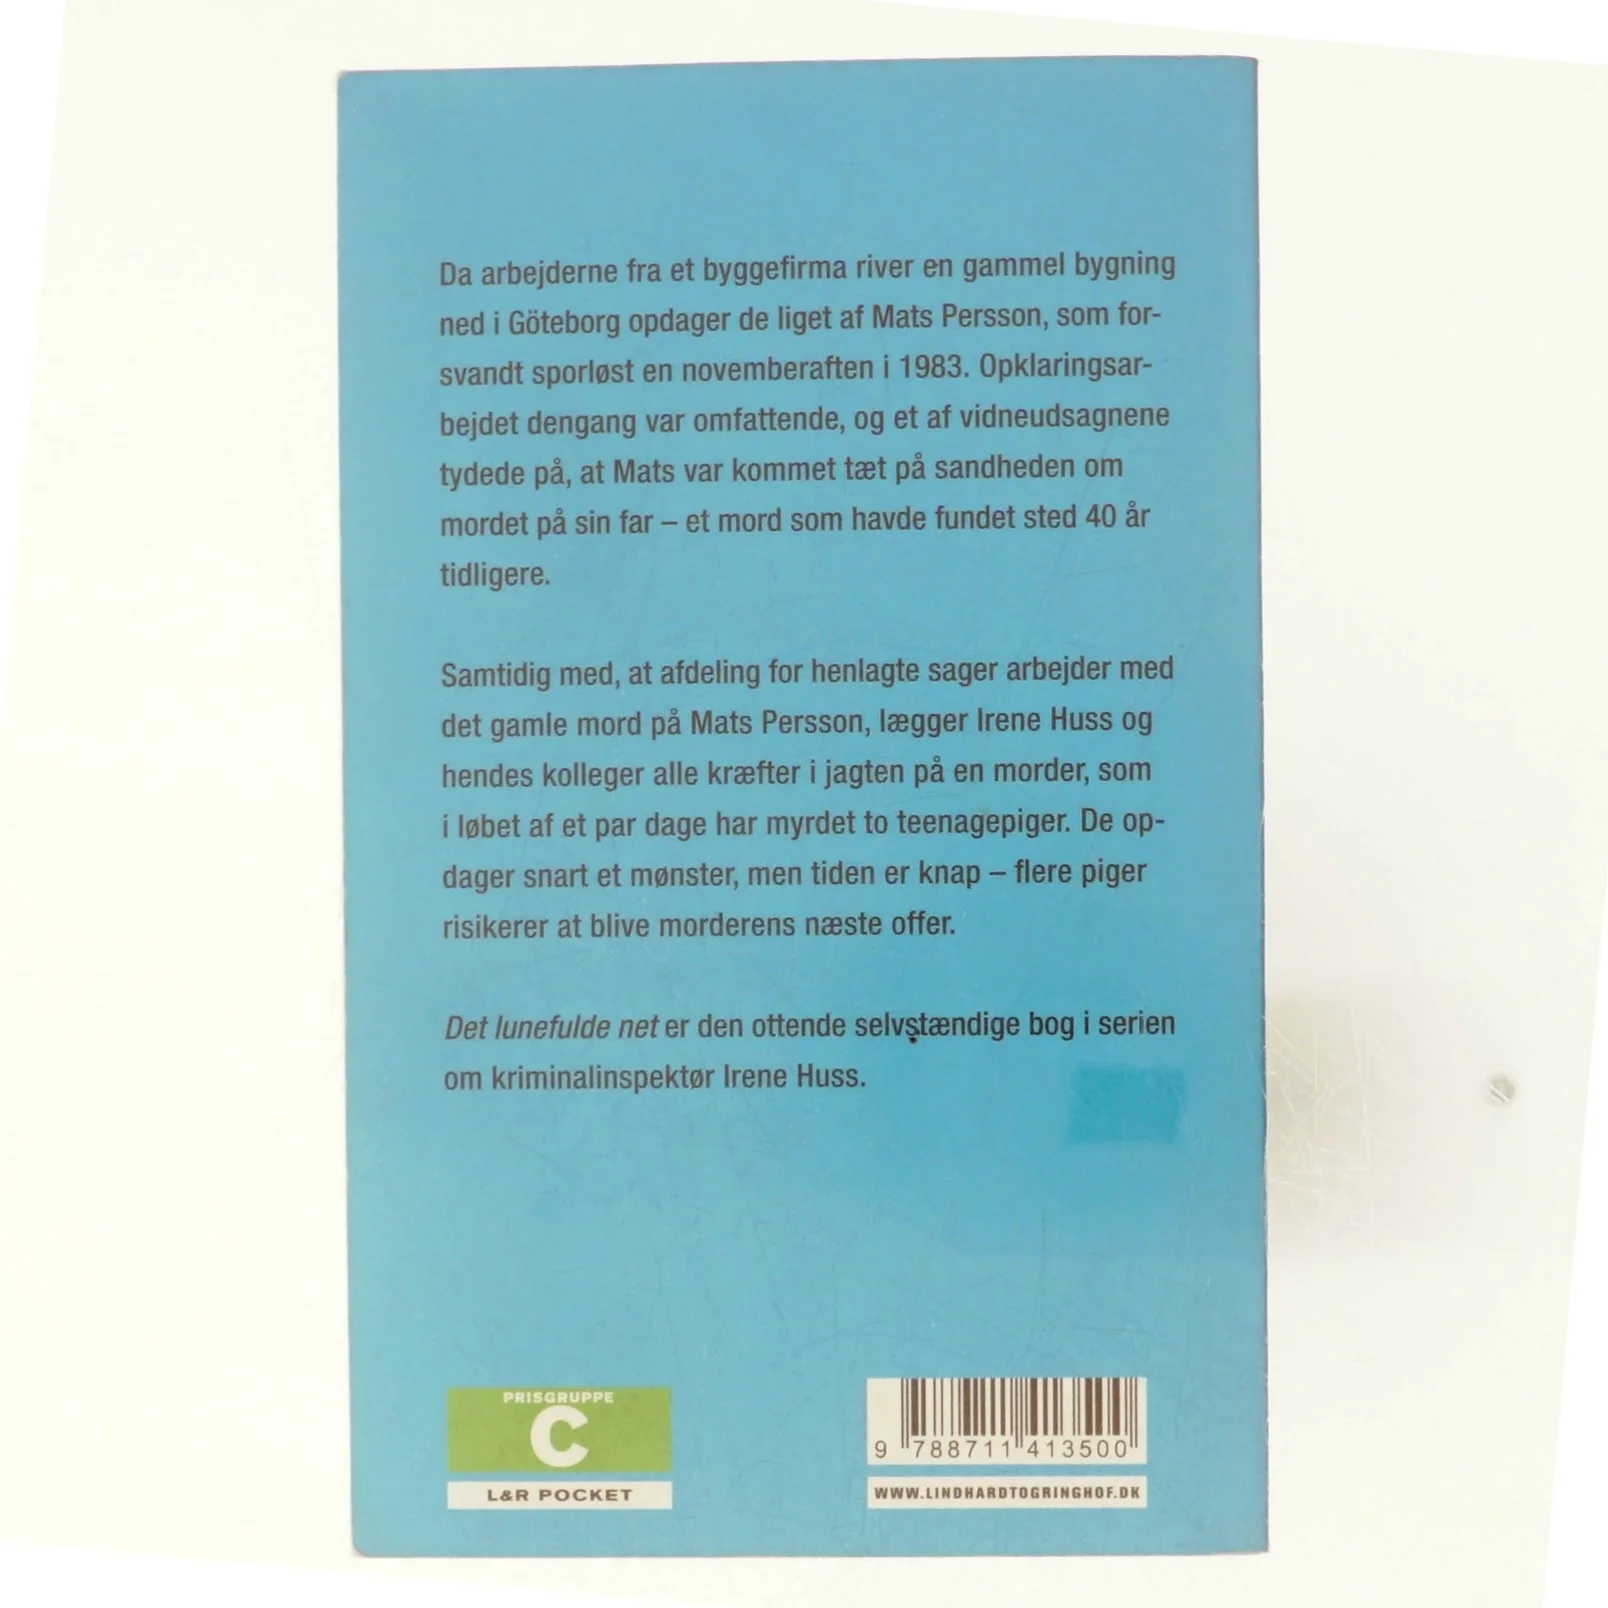 Da arbejderne fra et byggefirma river en gammel bygning
ned i Göteborg opdager de liget af Mats Persson, som for-
svandt sporløst en novemberaften i 1983. Opklaringsar-
bejdet dengang var omfattende, og et af vidneudsagnene
tydede på, at Mats var kommet tæt på sandheden om
mordet på sin far – et mord som havde fundet sted 40 år
tidligere.
Samtidig med, at afdeling for henlagte sager arbejder med
det gamle mord på Mats Persson, lægger Irene Huss og
hendes kolleger alle kræfter i jagten på en morder, som
i løbet af et par dage har myrdet to teenagepiger. De op-
dager snart et mønster, men tiden er knap – flere piger
risikerer at blive morderens næste offer.
Det lunefulde net er den ottende selvstændige bog i serien
om kriminalinspektør Irene Huss.
PRISGRUPPE
C
L&R POCKET
9 788711 413500
WWW.LINDHARDTOGRINGHOF.DK